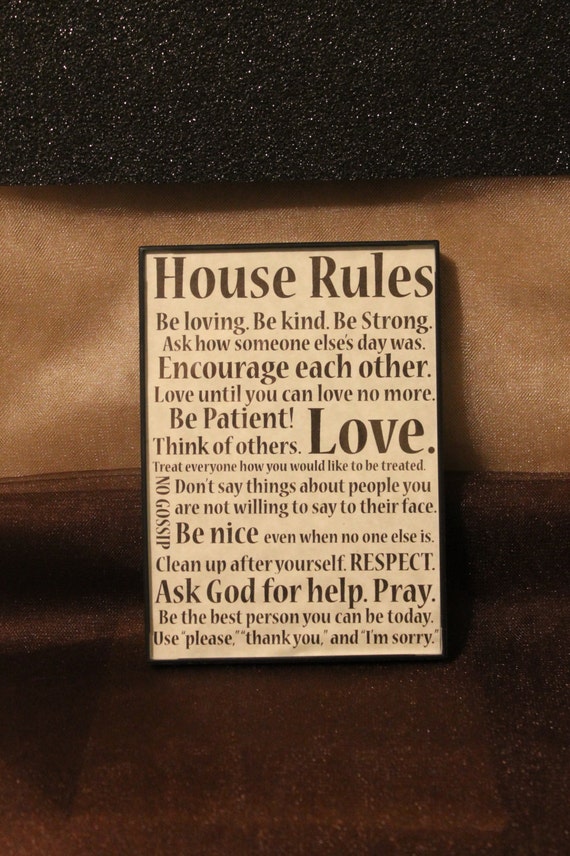 House Rules
Be loving. Be kind. Be Strong.
Ask how someone else's day was.
Encourage each other.
Love until you can love no more.
Be Patient!
Think of others.
Love.
Treat everyone how you would like to be treated.
NO GOSSIP
Don't say things about people you
are not willing to say to their face.
Be nice even when no one else is.
Clean up after yourself. RESPECT.
Ask God for help. Pray.
Be the best person you can be today.
Use "please," "thank you," and "I'm sorry."